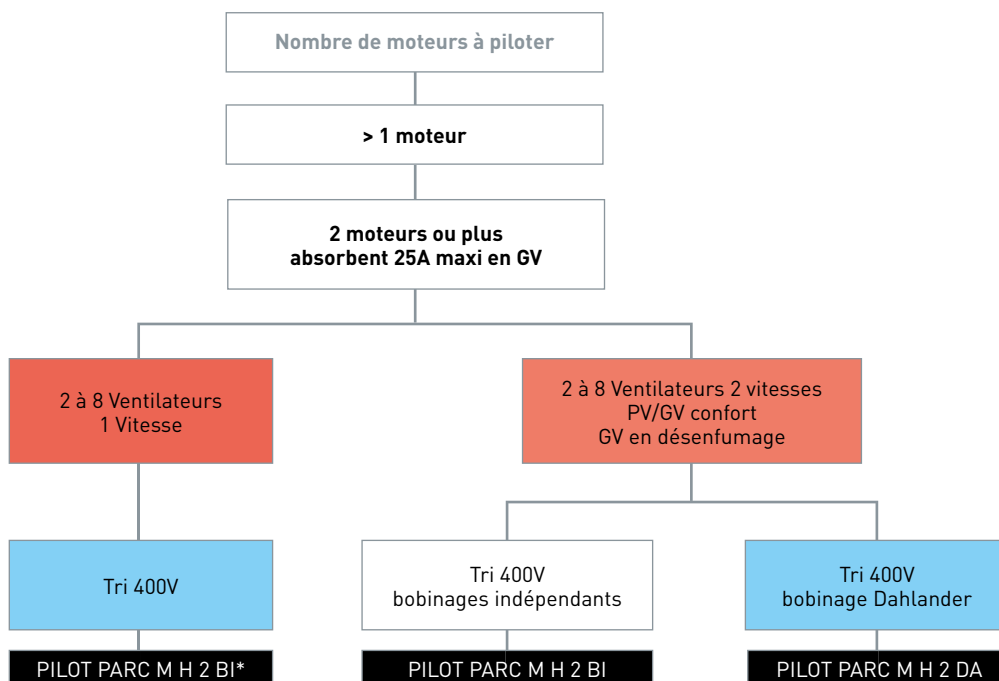 Nombre de moteurs à piloter
> 1 moteur
2 moteurs ou plus
absorbent 25A maxi en GV
2 à 8 Ventilateurs
1 Vitesse
2 à 8 Ventilateurs 2 vitesses
PV/GV confort
GV en désenfumage
Tri 400V
Tri 400V
bobinages indépendants
Tri 400V
bobinage Dahlander
PILOT PARC M H 2 BI*
PILOT PARC M H 2 BI
PILOT PARC M H 2 DA